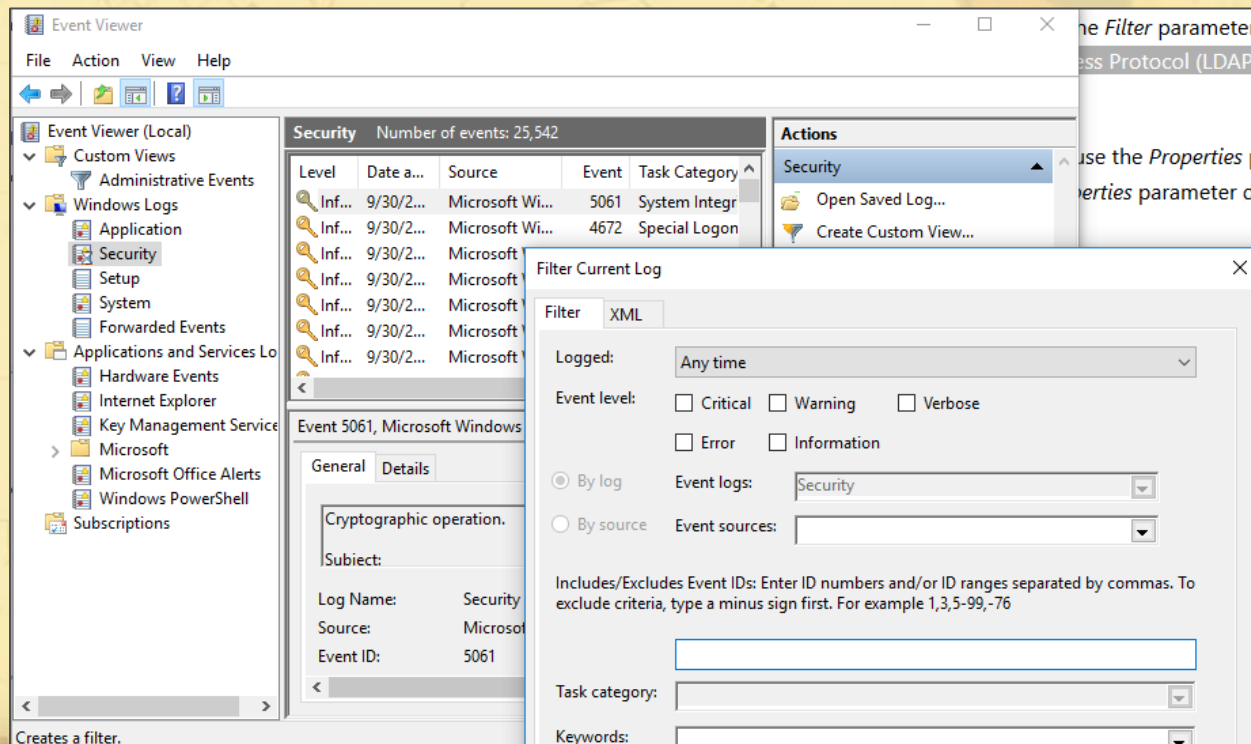 Event Viewer
File Action View Help
Event Viewer (Local)
Custom Views
Administrative Events
Windows Logs
Application
Security
Setup
System
Forwarded Events
Applications and Services Lo
Hardware Events
Internet Explorer
Key Management Service
Microsoft
Microsoft Office Alerts
Windows PowerShell
Subscriptions
Creates a filter.
Security Number of events: 25,542
Level Date a... Source Event Task Category
Inf... 9/30/2... Microsoft Wi... 5061 System Integr
Inf... 9/30/2... Microsoft Wi... 4672 Special Logon
Inf... 9/30/2... Microsoft
Inf... 9/30/2... Microsoft
Inf... 9/30/2... Microsoft
Inf... 9/30/2... Microsoft
Inf... 9/30/2... Microsoft
Event 5061, Microsoft Windows
General Details
Cryptographic operation.
Subject:
Log Name: Security
Source: Microsof
Event ID: 5061
Actions
Security
Open Saved Log...
Create Custom View...
Filter Current Log
Filter XML
Logged: Any time
Event level: Critical Warning Verbose
Error Information
By log Event logs: Security
By source Event sources:
Includes/Excludes Event IDs: Enter ID numbers and/or ID ranges separated by commas. To
exclude criteria, type a minus sign first. For example 1,3,5-99,-76
Task category:
Keywords:
he Filter parameter
ess Protocol (LDAP
use the Properties
erties parameter c